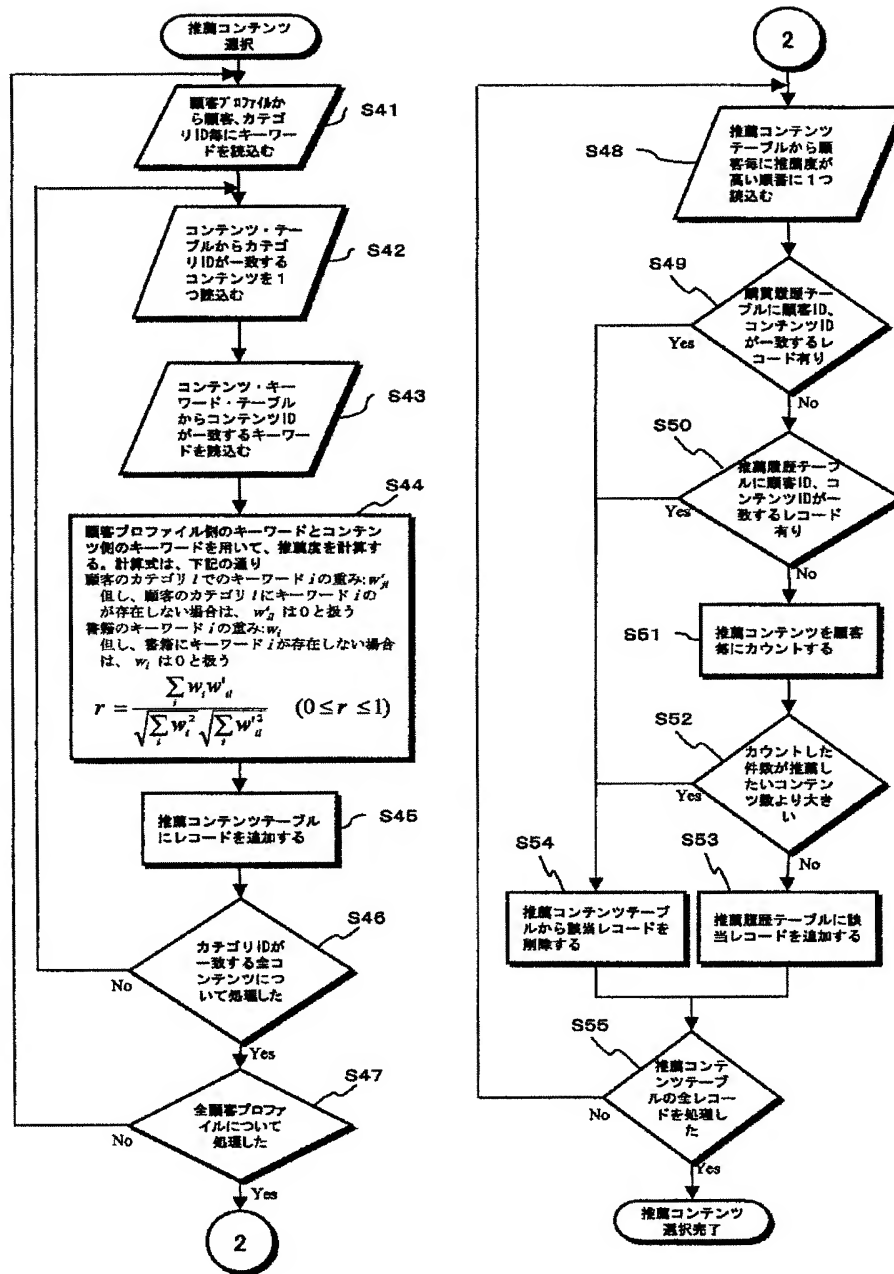 推薦コンテンツ
選択
顧客プロファイルか
ら顧客、カテゴ
リID毎にキーワード
を読込む
S41
コンテンツ・テー
ブルからカテゴ
リIDが一致する
コンテンツを１
つ読込む
S42
コンテンツ・キー
ワード・テーブル
からコンテンツID
が一致するキーワー
ドを読込む
S43
S44
顧客プロファイル側のキーワードとコンテン
ツ側のキーワードを用いて、推薦度を計算す
る。計算式は、下記の通り
顧客のカテゴリ l でのキーワード i の重み:w'il
但し、顧客のカテゴリ l にキーワード i の
が存在しない場合は、 w'il は０と扱う
書籍のキーワード i の重み:wi
但し、書籍にキーワード i が存在しない場合
は、 wi は０と扱う
r = Σi wi w'il / (√(Σi wi²) √(Σi w'il²)) (0 ≤ r ≤ 1)
推薦コンテンツテーブル
にレコードを追加する
S45
S46
カテゴリIDが
一致する全コ
ンテンツにつ
いて処理した
No
Yes
S47
全顧客プロファ
イルについて
処理した
No
Yes
2
2
S48
推薦コンテンツ
テーブルから顧
客毎に推薦度が
高い順番に１つ
読込む
S49
購買履歴テー
ブルに顧客ID、
コンテンツID
が一致するレ
コード有り
Yes
No
S50
推薦履歴テーブ
ルに顧客ID、コ
ンテンツIDが一
致するレコード
有り
Yes
No
S51
推薦コンテンツを顧客
毎にカウントする
S52
カウントした
件数が推薦し
たいコンテン
ツ数より大き
い
Yes
No
S54
推薦コンテンツテーブ
ルから該当レコードを
削除する
S53
推薦履歴テーブルに該
当レコードを追加する
S55
推薦コンテ
ンツテーブ
ルの全レコ
ードを処理し
た
No
Yes
推薦コンテンツ
選択完了